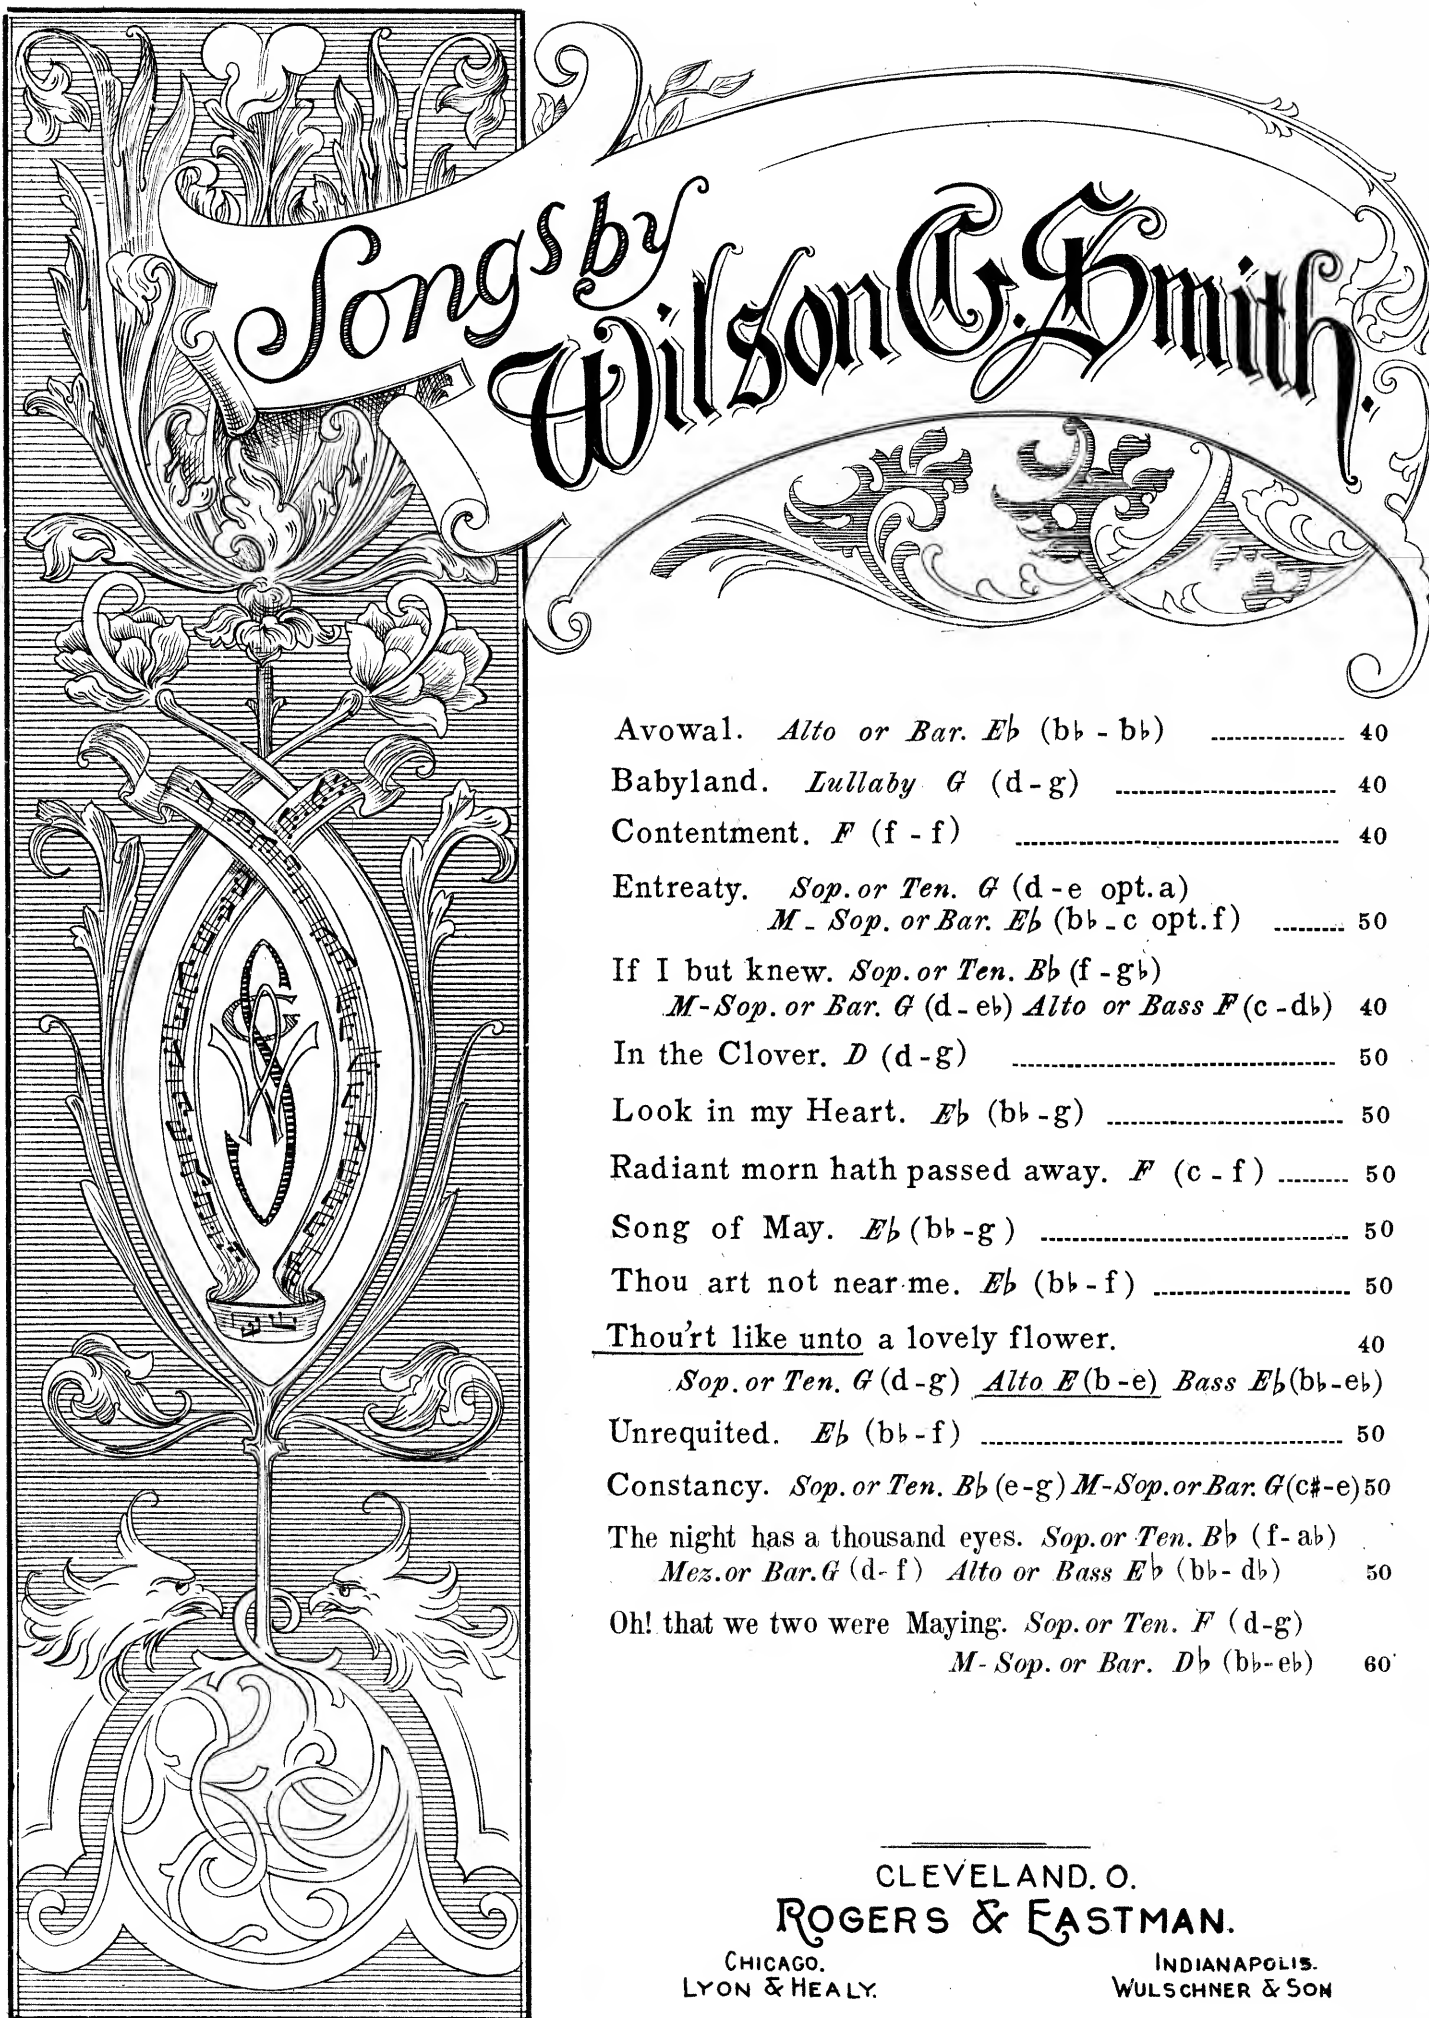 Songs by
Wilson G. Smith.
Avowal. Alto or Bar. E♭ (b♭ - b♭) 40
Babyland. Lullaby G (d - g) 40
Contentment. F (f - f) 40
Entreaty. Sop. or Ten. G (d - e opt. a)
M - Sop. or Bar. E♭ (b♭ - c opt. f) 50
If I but knew. Sop. or Ten. B♭ (f - g♭)
M-Sop. or Bar. G (d - e♭) Alto or Bass F (c - d♭) 40
In the Clover. D (d - g) 50
Look in my Heart. E♭ (b♭ - g) 50
Radiant morn hath passed away. F (c - f) 50
Song of May. E♭ (b♭ - g) 50
Thou art not near me. E♭ (b♭ - f) 50
Thou'rt like unto a lovely flower. 40
Sop. or Ten. G (d - g) Alto E (b - e) Bass E♭ (b♭ - e♭)
Unrequited. E♭ (b♭ - f) 50
Constancy. Sop. or Ten. B♭ (e - g) M-Sop. or Bar. G (c♯ - e) 50
The night has a thousand eyes. Sop. or Ten. B♭ (f - a♭)
Mez. or Bar. G (d - f) Alto or Bass E♭ (b♭ - d♭) 50
Oh! that we two were Maying. Sop. or Ten. F (d - g)
M- Sop. or Bar. D♭ (b♭ - e♭) 60
CLEVELAND. O.
ROGERS & EASTMAN.
CHICAGO. INDIANAPOLIS.
LYON & HEALY. WULSCHNER & SON